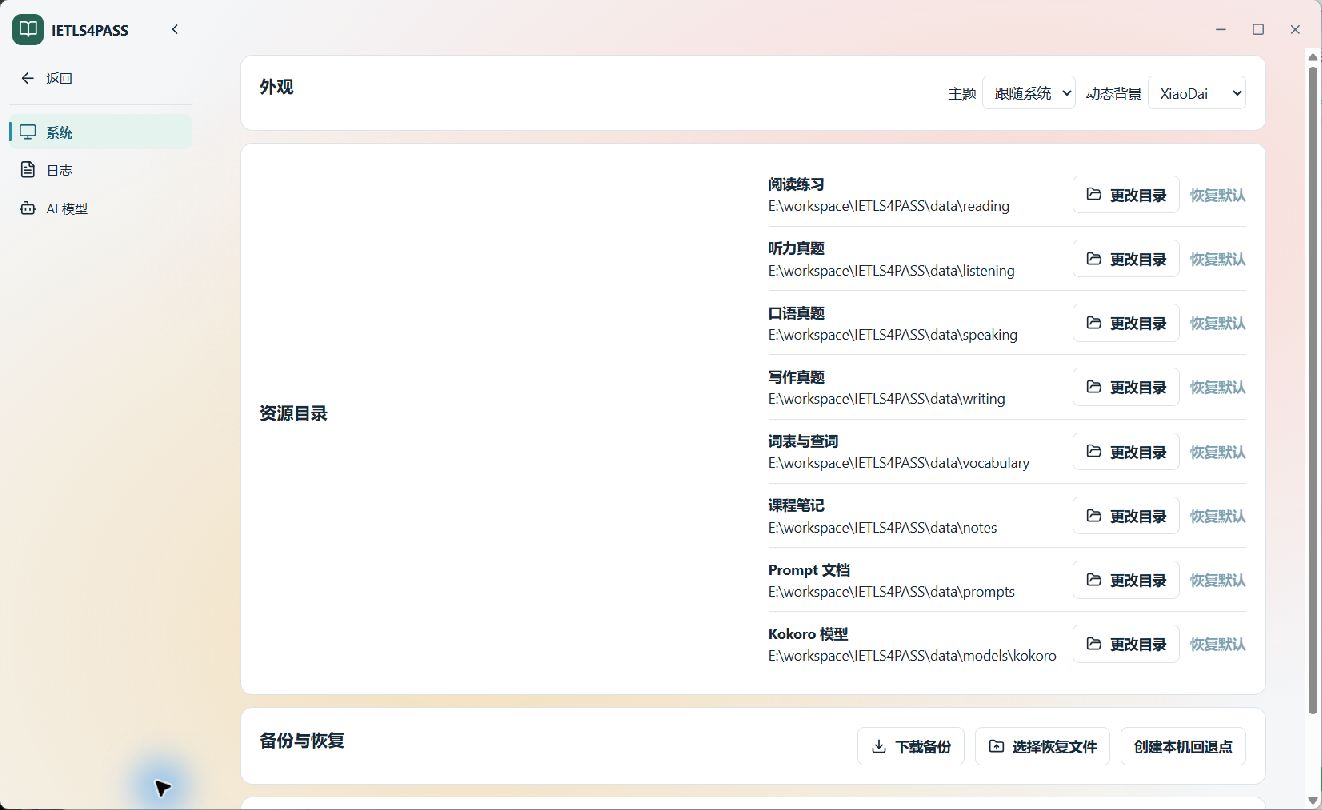 IETLS4PASS
返回
系统
日志
AI 模型
外观
主题 跟随系统 动态背景 XiaoDai
资源目录
阅读练习
E:\workspace\IETLS4PASS\data\reading
更改目录 恢复默认
听力真题
E:\workspace\IETLS4PASS\data\listening
更改目录 恢复默认
口语真题
E:\workspace\IETLS4PASS\data\speaking
更改目录 恢复默认
写作真题
E:\workspace\IETLS4PASS\data\writing
更改目录 恢复默认
词表与查词
E:\workspace\IETLS4PASS\data\vocabulary
更改目录 恢复默认
课程笔记
E:\workspace\IETLS4PASS\data\notes
更改目录 恢复默认
Prompt 文档
E:\workspace\IETLS4PASS\data\prompts
更改目录 恢复默认
Kokoro 模型
E:\workspace\IETLS4PASS\data\models\kokoro
更改目录 恢复默认
备份与恢复
下载备份 选择恢复文件 创建本机回退点